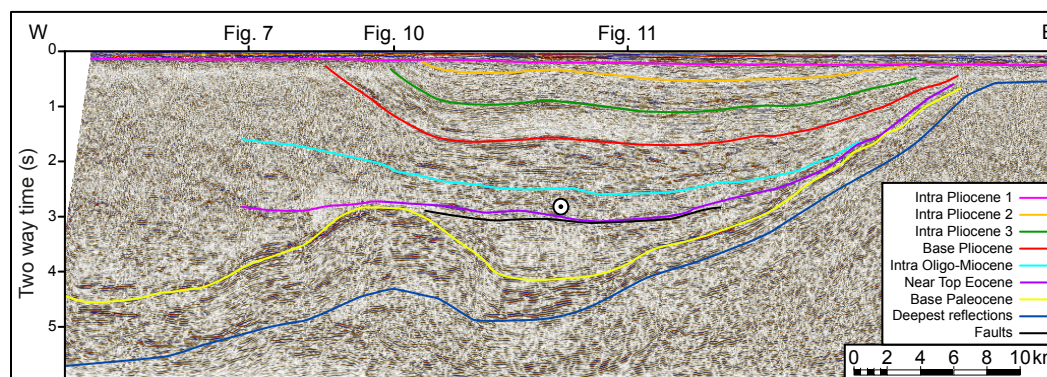 W Fig. 7 Fig. 10 Fig. 11 E
0
1
2
3
4
5
Two way time (s)
Intra Pliocene 1
Intra Pliocene 2
Intra Pliocene 3
Base Pliocene
Intra Oligo-Miocene
Near Top Eocene
Base Paleocene
Deepest reflections
Faults
0 2 4 6 8 10 km